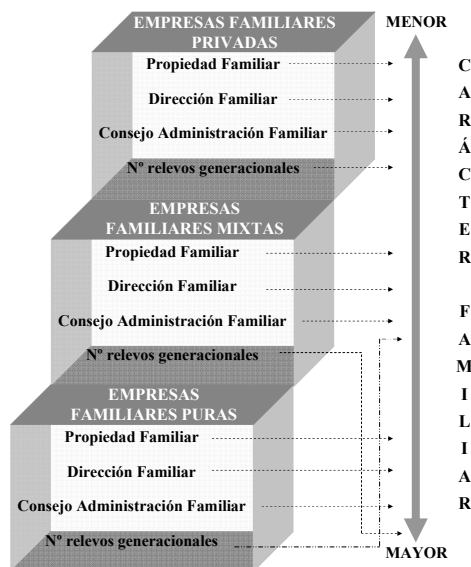 EMPRESAS FAMILIARES
PRIVADAS
Propiedad Familiar
Dirección Familiar
Consejo Administración Familiar
Nº relevos generacionales
EMPRESAS
FAMILIARES MIXTAS
Propiedad Familiar
Dirección Familiar
Consejo Administración Familiar
Nº relevos generacionales
EMPRESAS
FAMILIARES PURAS
Propiedad Familiar
Dirección Familiar
Consejo Administración Familiar
Nº relevos generacionales
MENOR
CARÁCTER FAMILIAR
MAYOR